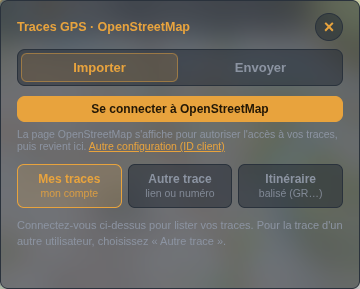 Traces GPS · OpenStreetMap
×
Importer
Envoyer
Se connecter à OpenStreetMap
La page OpenStreetMap s'affiche pour autoriser l'accès à vos traces,
puis revient ici. Autre configuration (ID client)
Mes traces
mon compte
Autre trace
lien ou numéro
Itinéraire
balisé (GR…)
Connectez-vous ci-dessus pour lister vos traces. Pour la trace d'un
autre utilisateur, choisissez « Autre trace ».